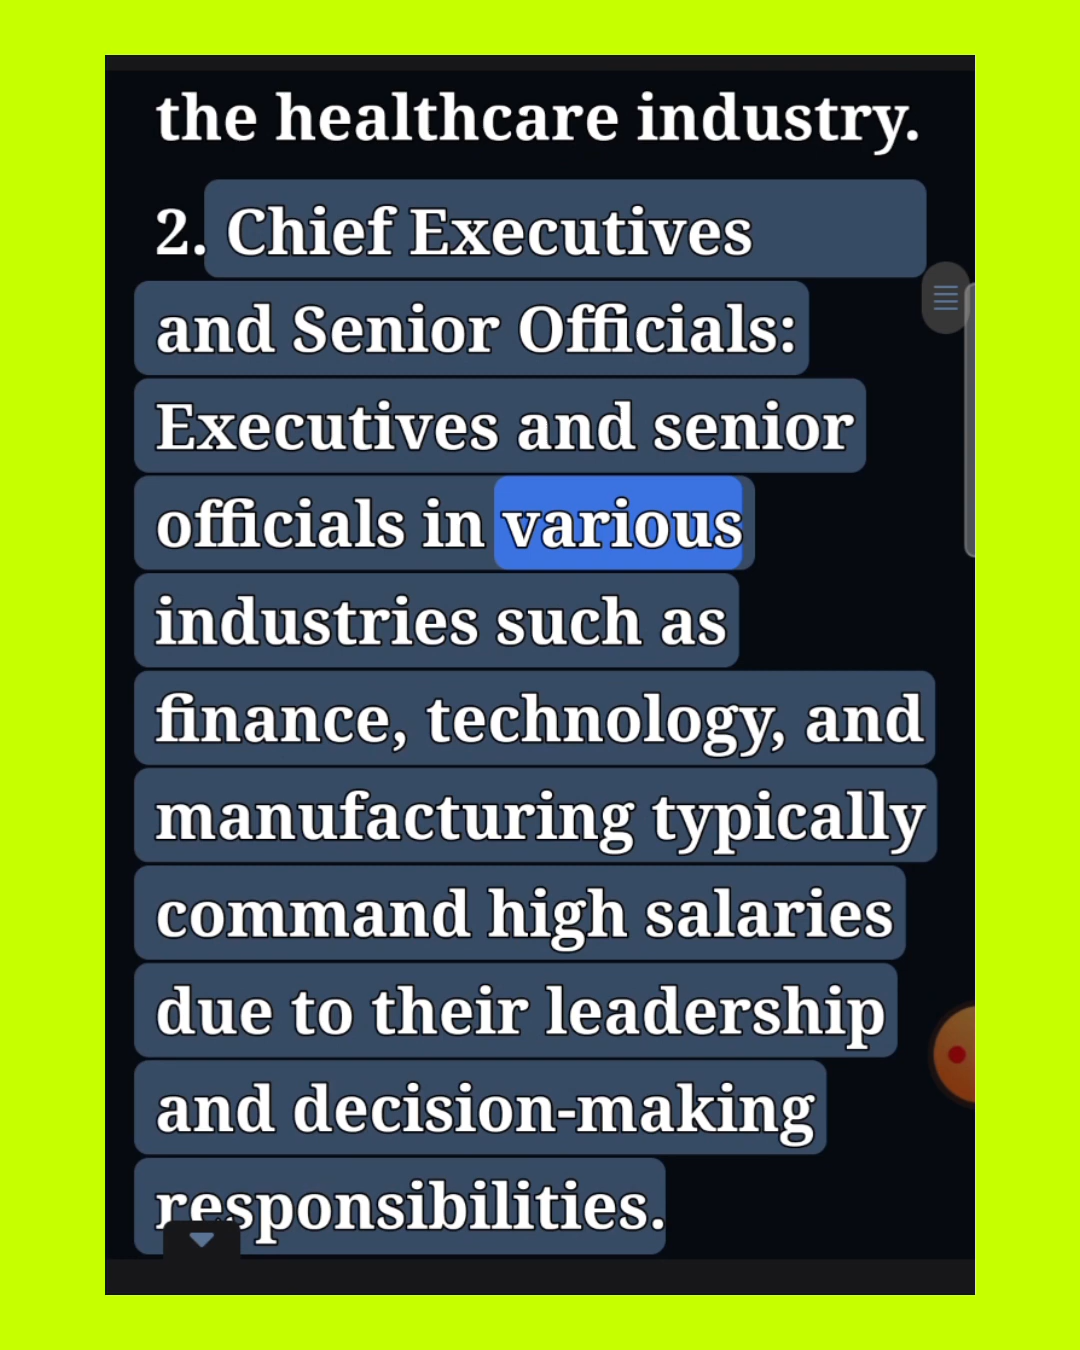 the healthcare industry.
2. Chief Executives
and Senior Officials:
Executives and senior
officials in various
industries such as
finance, technology, and
manufacturing typically
command high salaries
due to their leadership
and decision-making
responsibilities.